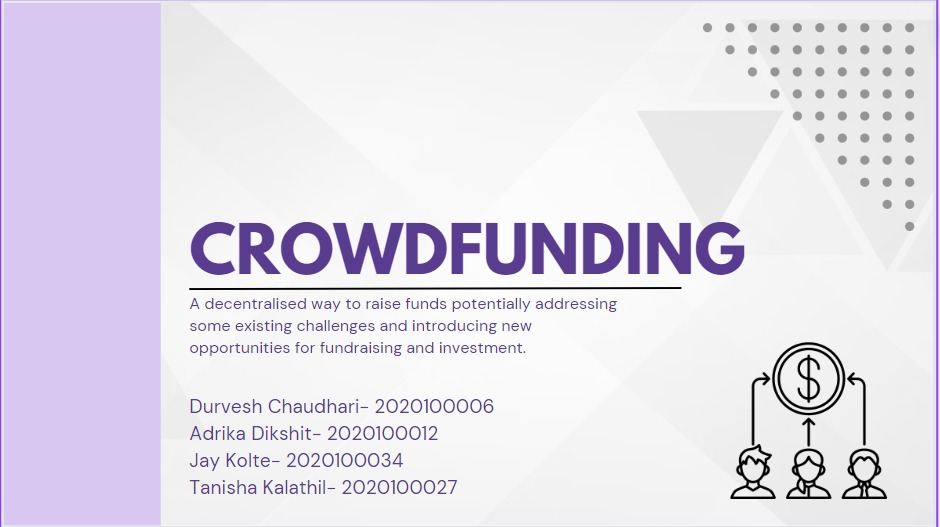 CROWDFUNDING
A decentralised way to raise funds potentially addressing
some existing challenges and introducing new
opportunities for fundraising and investment.
Durvesh Chaudhari- 2020100006
Adrika Dikshit- 2020100012
Jay Kolte- 2020100034
Tanisha Kalathil- 2020100027
$